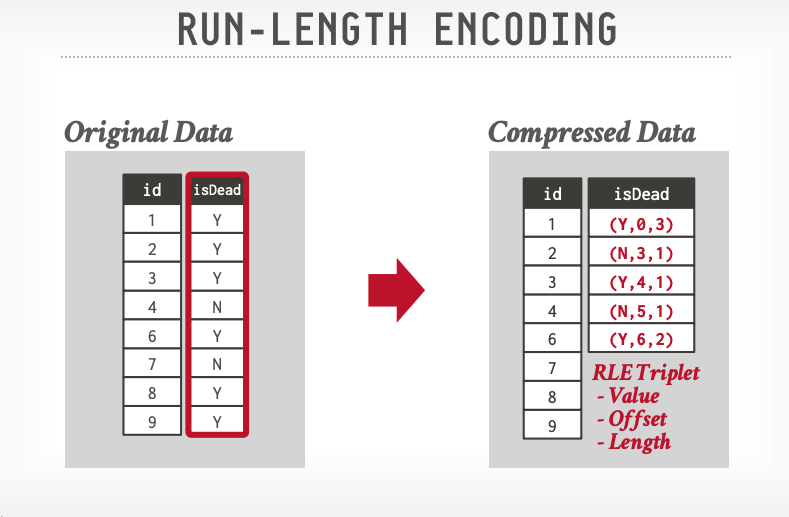 RUN-LENGTH ENCODING
Original Data
id isDead
1 Y
2 Y
3 Y
4 N
6 Y
7 N
8 Y
9 Y
Compressed Data
id isDead
1 (Y,0,3)
2 (N,3,1)
3 (Y,4,1)
4 (N,5,1)
6 (Y,6,2)
7
8
9
RLE Triplet
- Value
- Offset
- Length